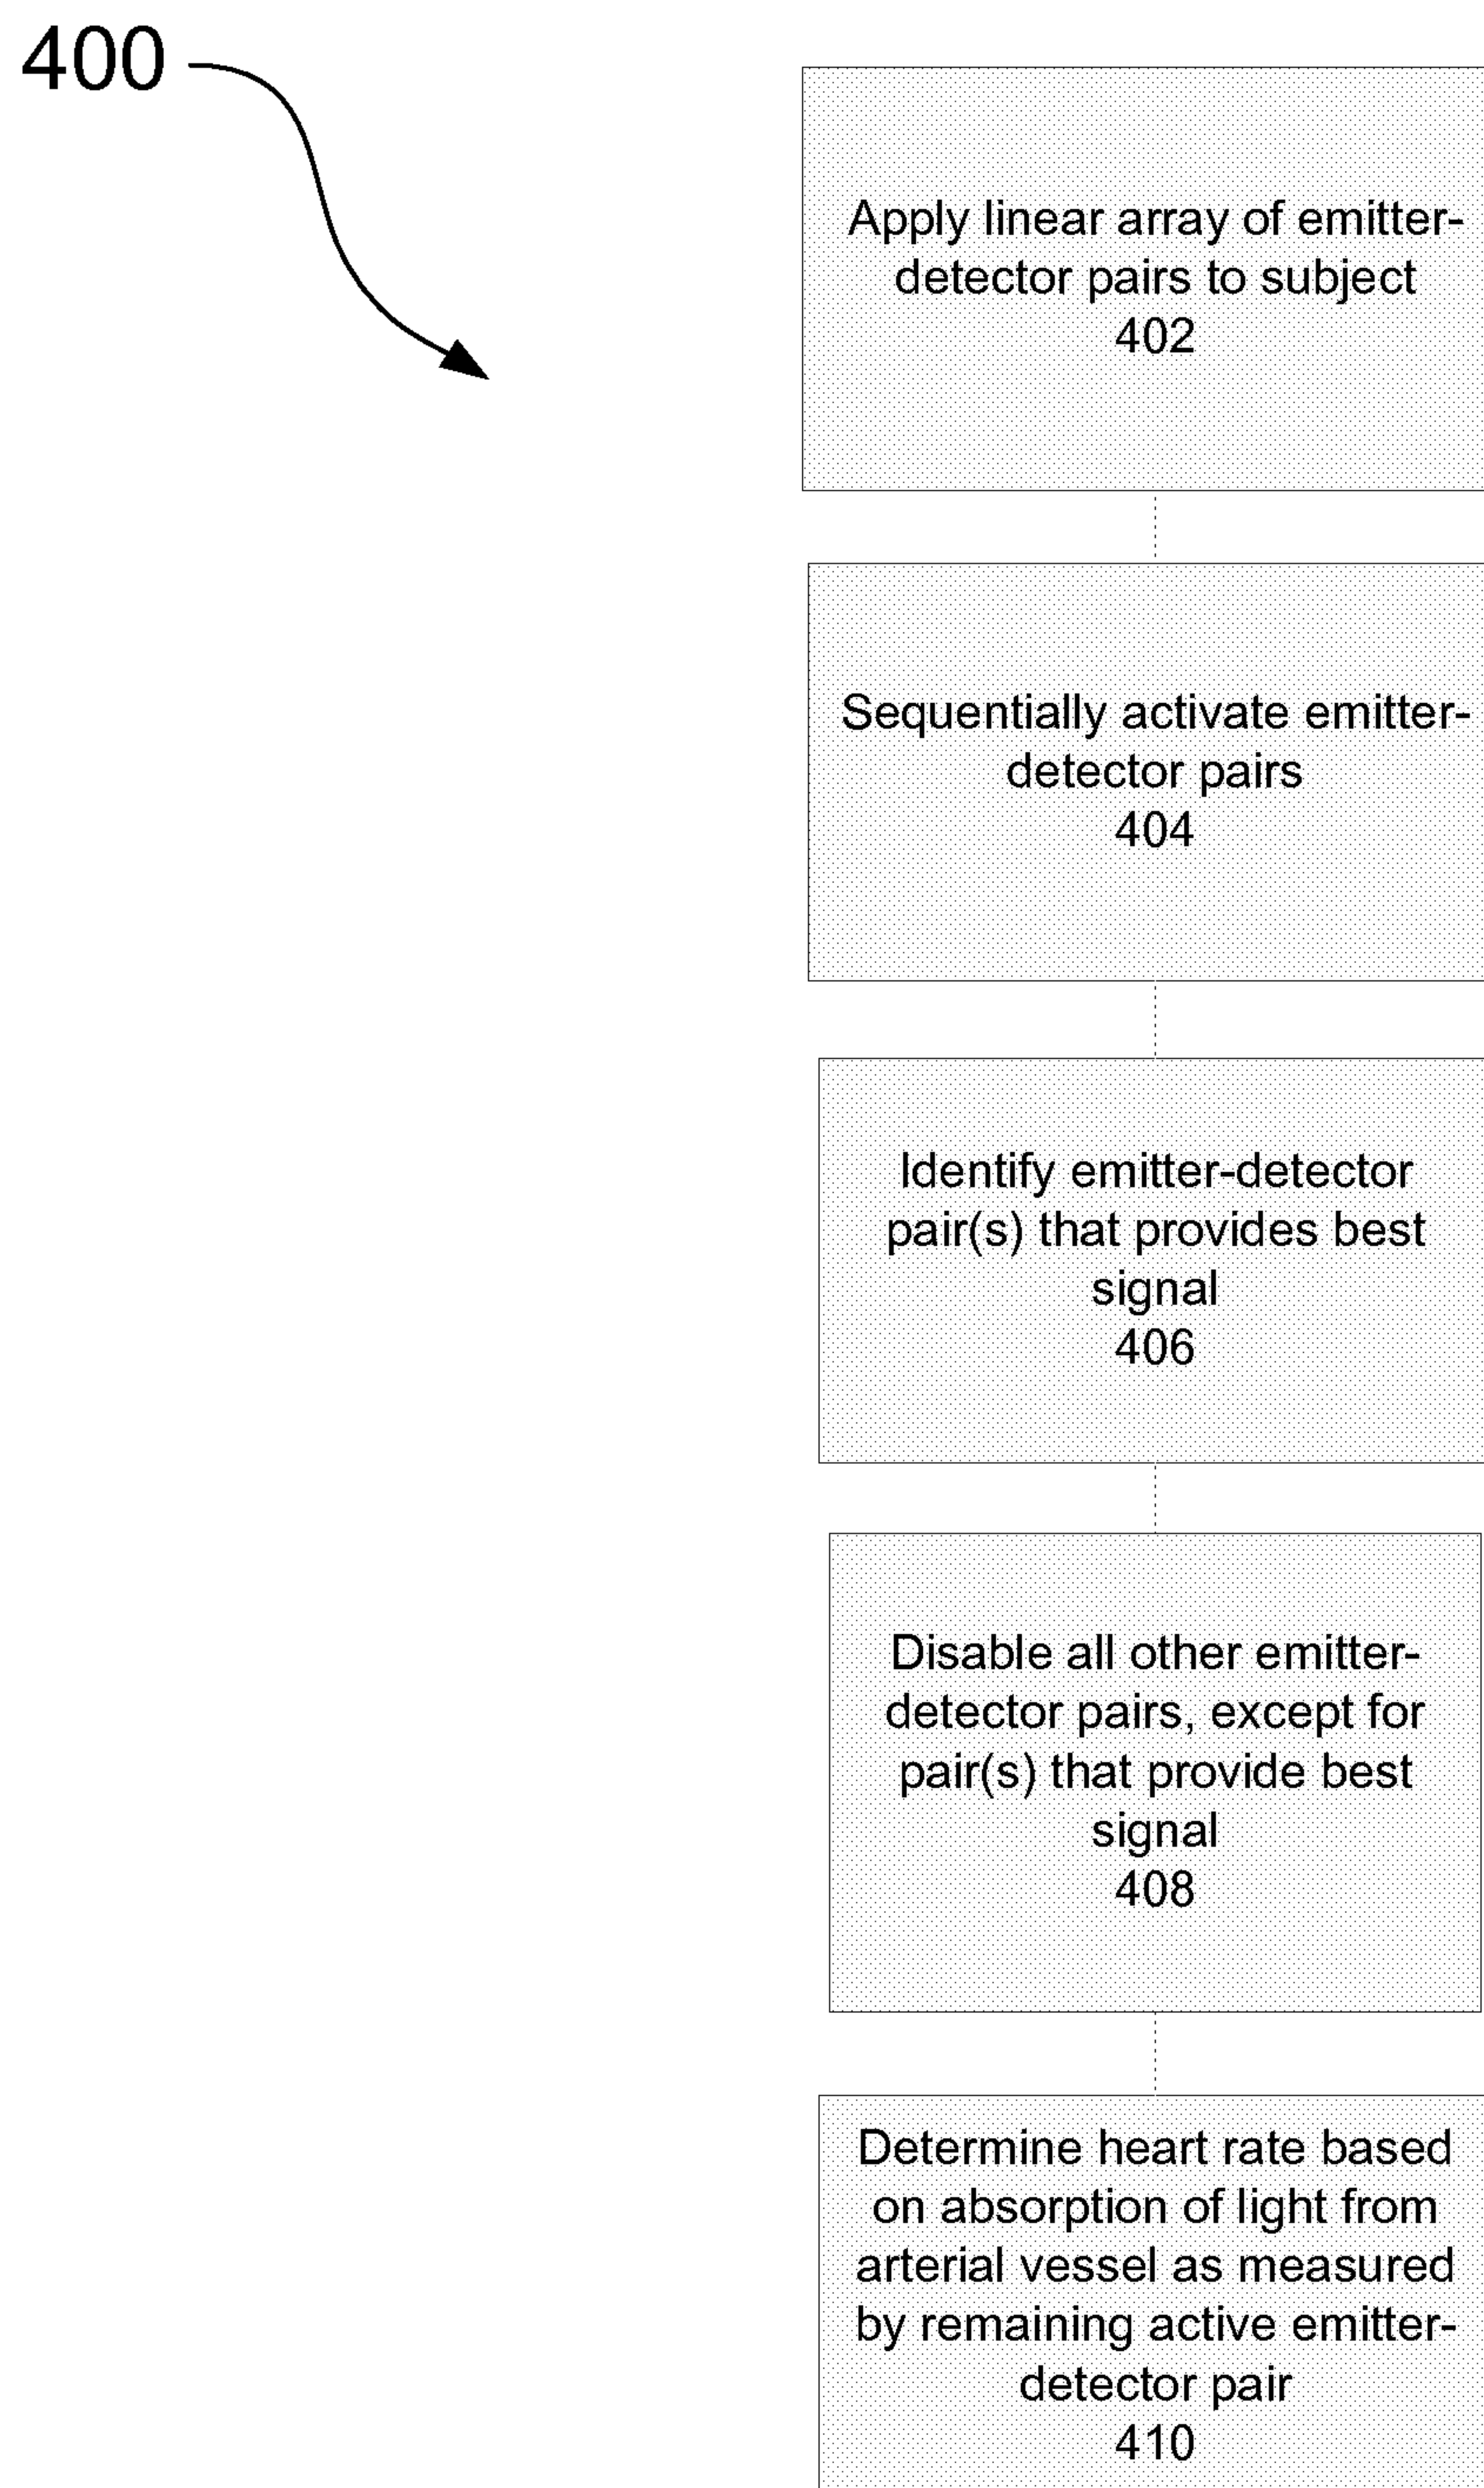 400
Apply linear array of emitter-
detector pairs to subject
402
Sequentially activate emitter-
detector pairs
404
Identify emitter-detector
pair(s) that provides best
signal
406
Disable all other emitter-
detector pairs, except for
pair(s) that provide best
signal
408
Determine heart rate based
on absorption of light from
arterial vessel as measured
by remaining active emitter-
detector pair
410